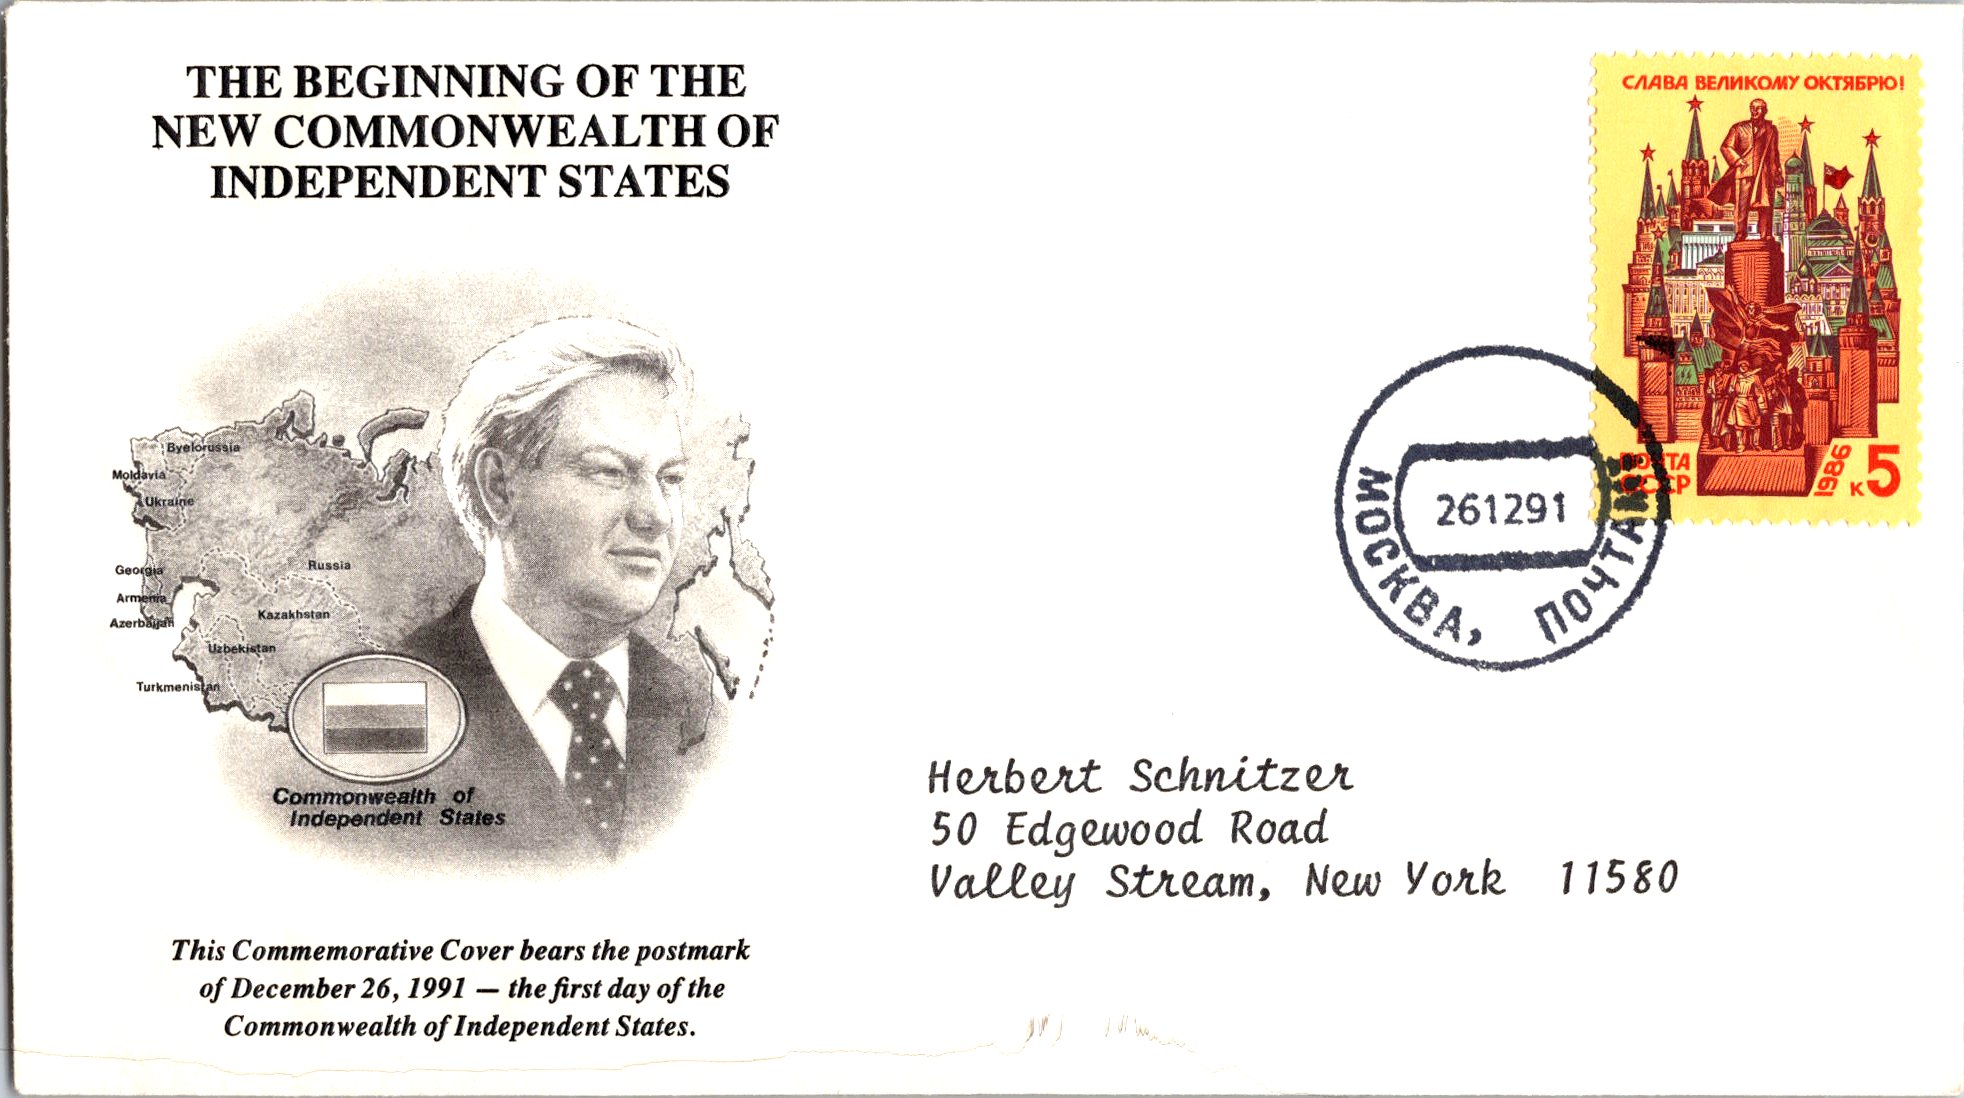 THE BEGINNING OF THE
NEW COMMONWEALTH OF
INDEPENDENT STATES
СЛАВА ВЕЛИКОМУ ОКТЯБРЮ!
ПОЧТА
СССР
1986
к 5
261291
МОСКВА, ПОЧТАМТ
Byelorussia
Moldavia
Ukraine
Georgia
Russia
Armenia
Kazakhstan
Azerbaijan
Uzbekistan
Turkmenistan
Commonwealth of
Independent States
Herbert Schnitzer
50 Edgewood Road
Valley Stream, New York 11580
This Commemorative Cover bears the postmark
of December 26, 1991 — the first day of the
Commonwealth of Independent States.